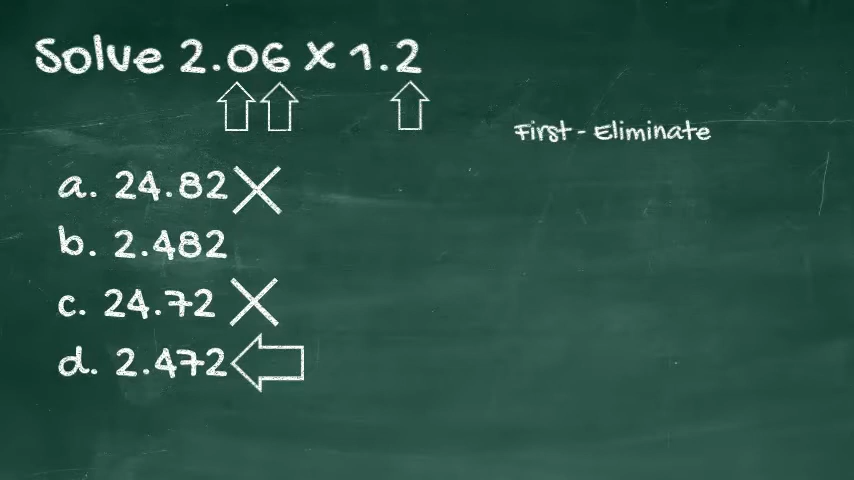 Solve 2.06 x 1.2
First - Eliminate
a. 24.82
b. 2.482
c. 24.72
d. 2.472